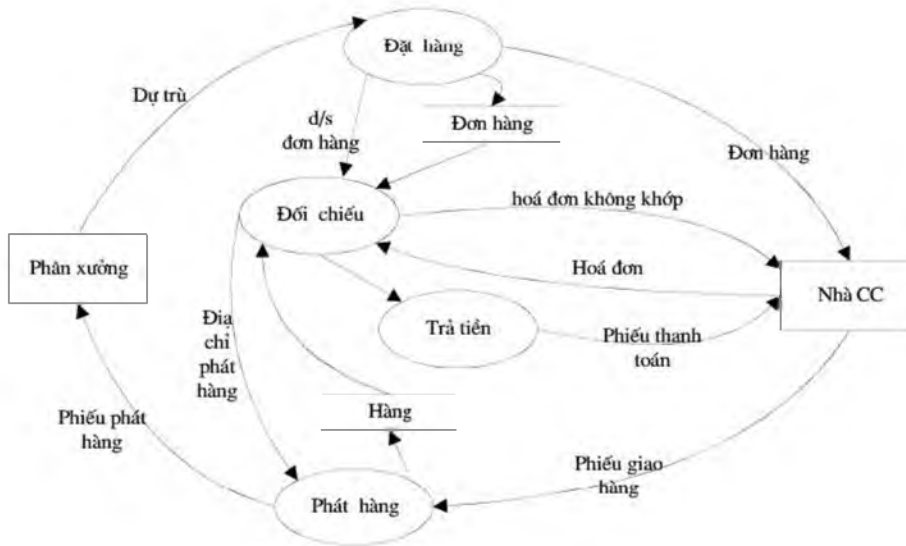 Đặt hàng
Dự trù
d/s
đơn hàng
Đơn hàng
Đơn hàng
Đối chiếu
hoá đơn không khớp
Phân xưởng
Hoá đơn
Nhà CC
Địa
chỉ
phát
hàng
Trả tiền
Phiếu thanh
toán
Phiếu phát
hàng
Hàng
Phiếu giao
hàng
Phát hàng